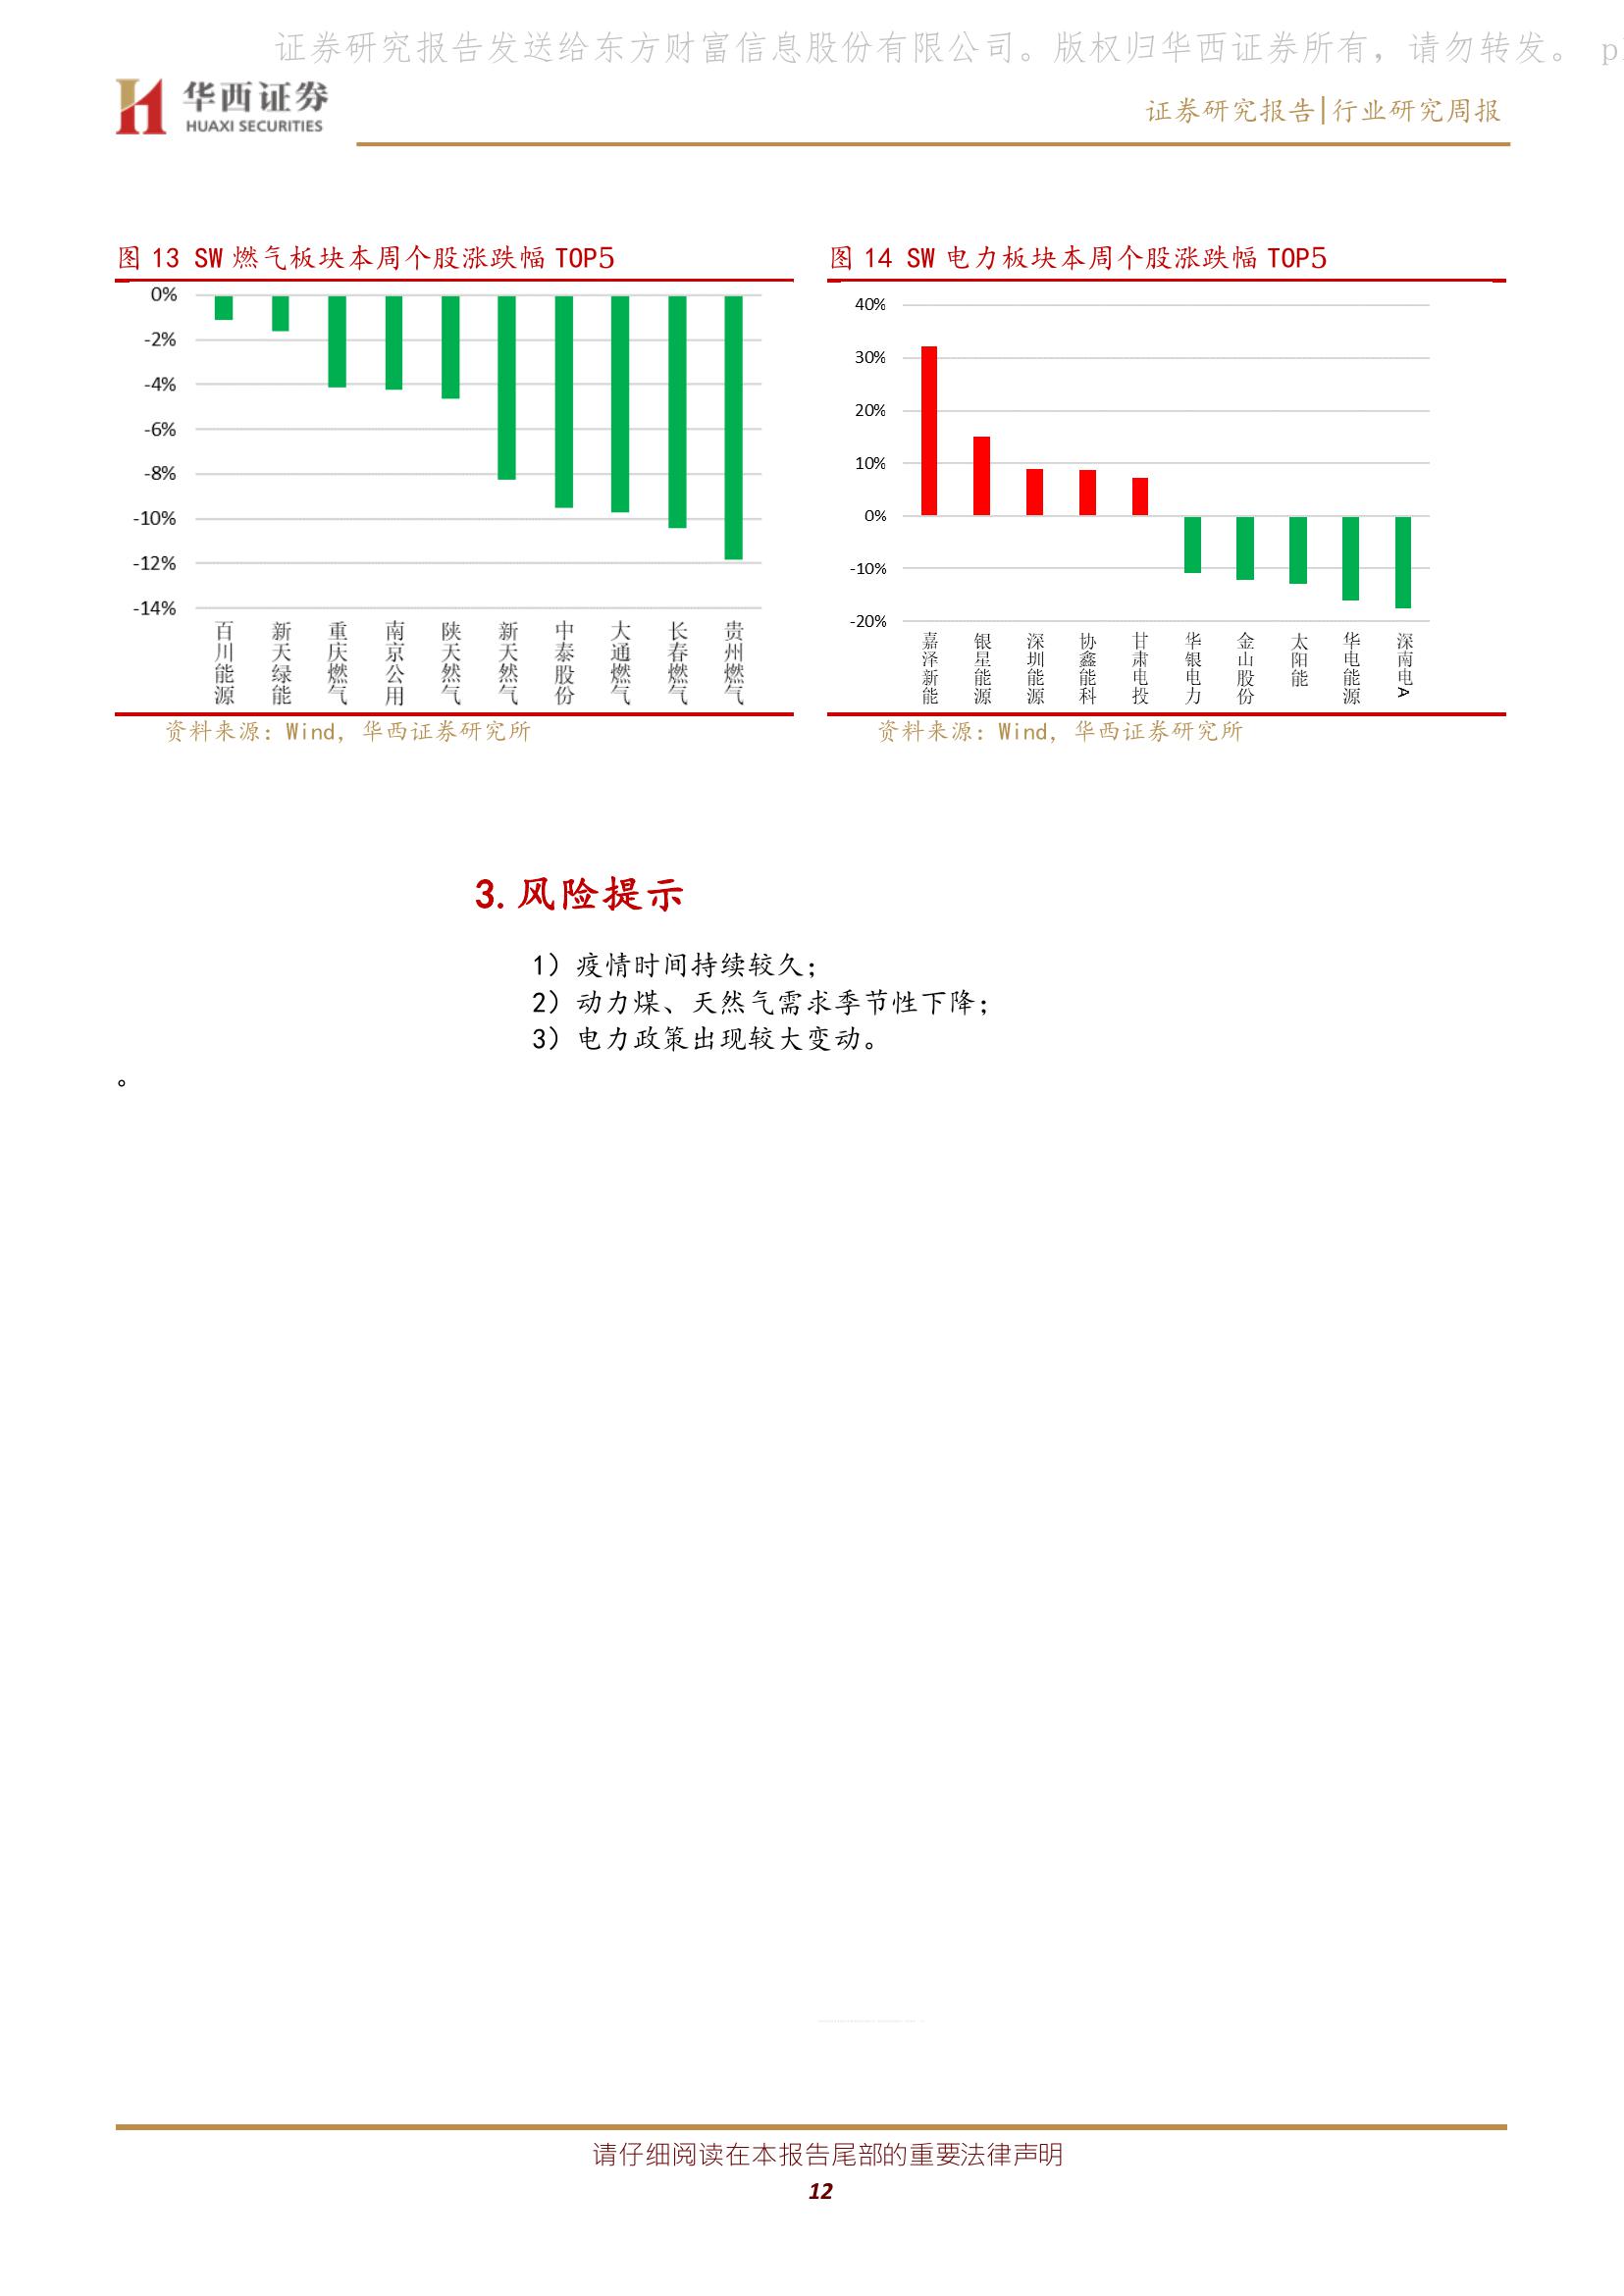 证券研究报告发送给东方财富信息股份有限公司。版权归华西证券所有，请勿转发。 p
华西证券
HUAXI SECURITIES
证券研究报告|行业研究周报
图 13 SW 燃气板块本周个股涨跌幅 TOP5
0%
-2%
-4%
-6%
-8%
-10%
-12%
-14%
百川能源
新天绿能
重庆燃气
南京公用
陕天然气
新天然气
中泰股份
大通燃气
长春燃气
贵州燃气
资料来源：Wind，华西证券研究所
图 14 SW 电力板块本周个股涨跌幅 TOP5
40%
30%
20%
10%
0%
-10%
-20%
嘉泽新能
银星能源
深圳能源
协鑫能科
甘肃电投
华银电力
金山股份
太阳能
华电能源
深南电A
资料来源：Wind，华西证券研究所
3.风险提示
1）疫情时间持续较久；
2）动力煤、天然气需求季节性下降；
3）电力政策出现较大变动。
。
请仔细阅读在本报告尾部的重要法律声明
12